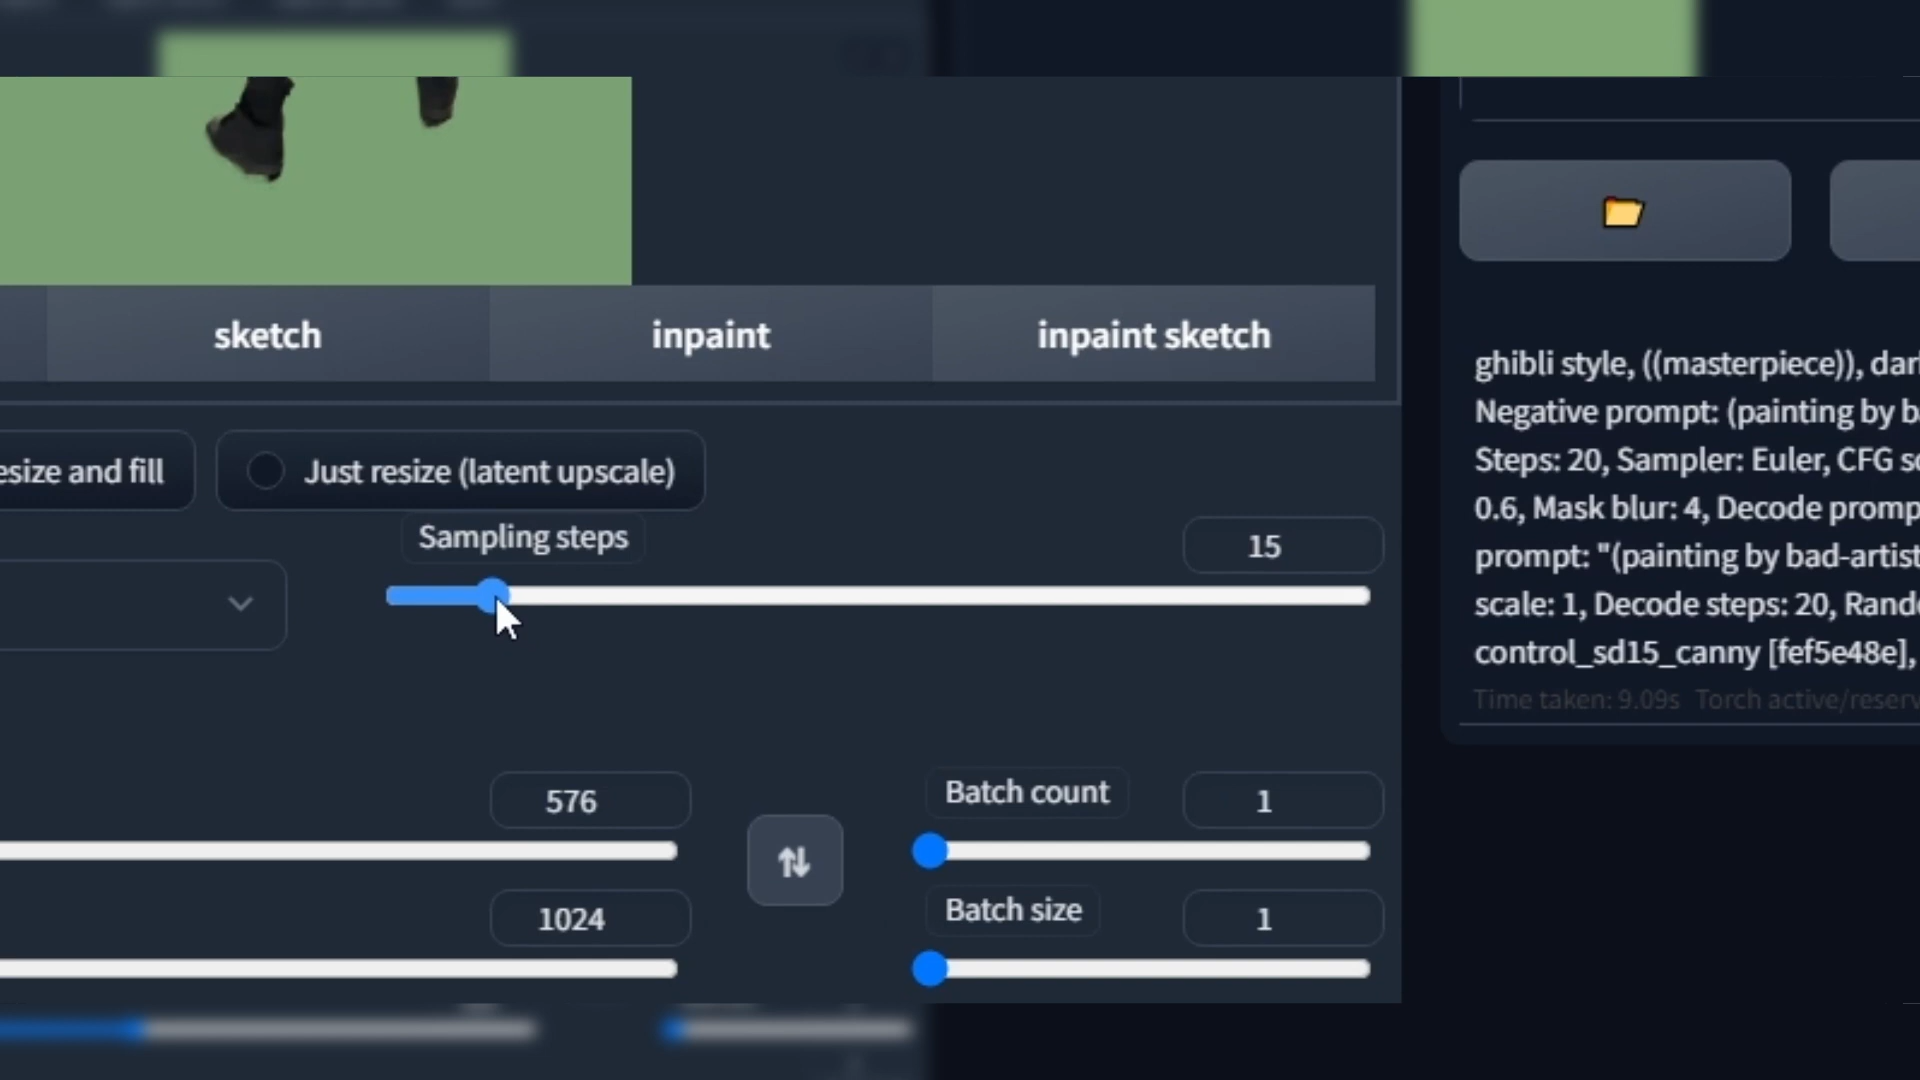 sketch
inpaint
inpaint sketch
esize and fill
Just resize (latent upscale)
Sampling steps
15
576
Batch count
1
1024
Batch size
1
ghibli style, ((masterpiece)), dar
Negative prompt: (painting by b
Steps: 20, Sampler: Euler, CFG s
0.6, Mask blur: 4, Decode promp
prompt: "(painting by bad-artist
scale: 1, Decode steps: 20, Rand
control_sd15_canny [fef5e48e],
Time taken: 9.09s Torch active/reserv